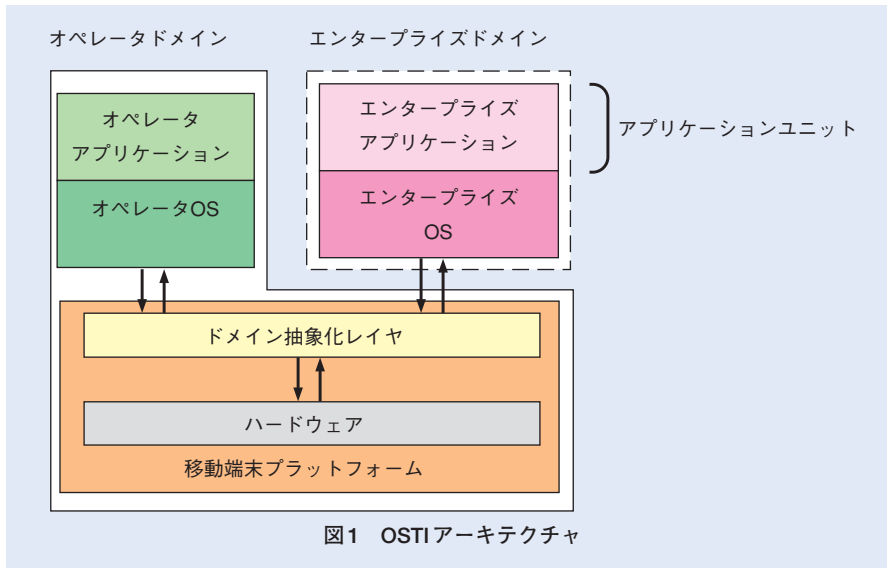 オペレータドメイン
エンタープライズドメイン
オペレータ
アプリケーション
オペレータOS
エンタープライズ
アプリケーション
エンタープライズ
OS
アプリケーションユニット
ドメイン抽象化レイヤ
ハードウェア
移動端末プラットフォーム
図1 OSTIアーキテクチャ